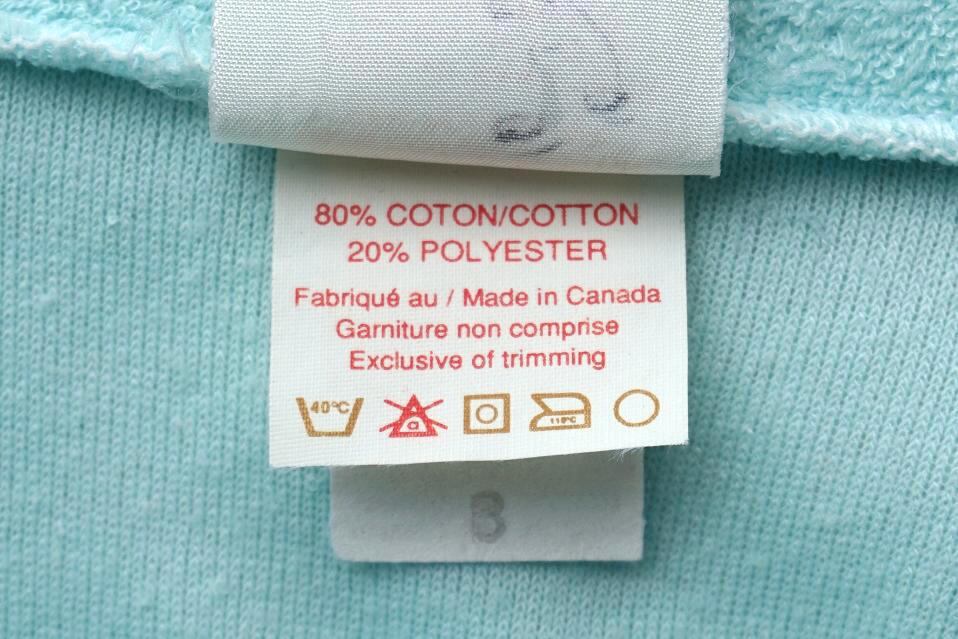 80% COTON/COTTON
20% POLYESTER
Fabriqué au / Made in Canada
Garniture non comprise
Exclusive of trimming
40°C 110°C
B